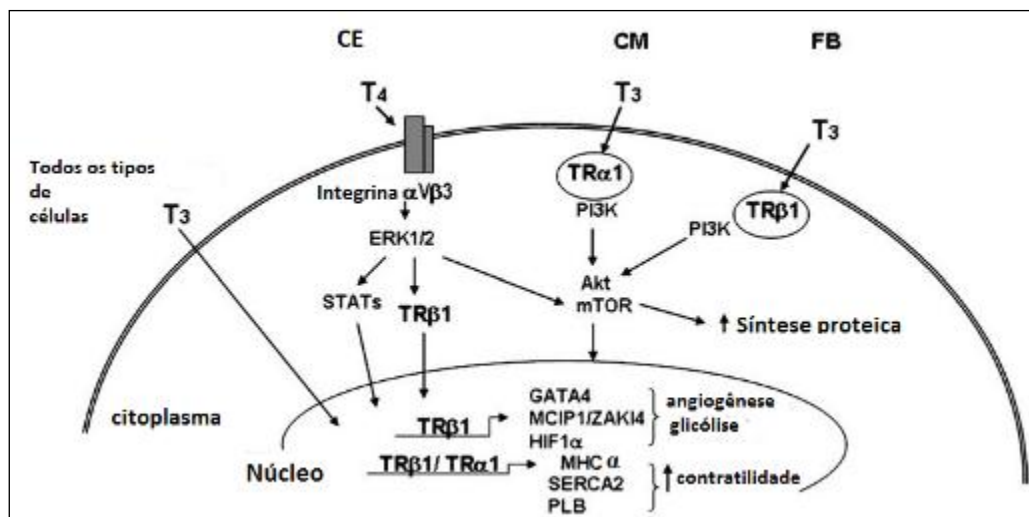 CE
CM
FB
T4
T3
T3
Todos os tipos
de
células
T3
Integrina αVβ3
ERK1/2
STATs
TRβ1
TRα1
PI3K
TRβ1
PI3K
Akt
mTOR
↑ Síntese proteica
citoplasma
Núcleo
TRβ1
GATA4
MCIP1/ZAKI4
HIF1α
angiogênese
glicólise
TRβ1/ TRα1
MHC α
SERCA2
PLB
↑ contratilidade